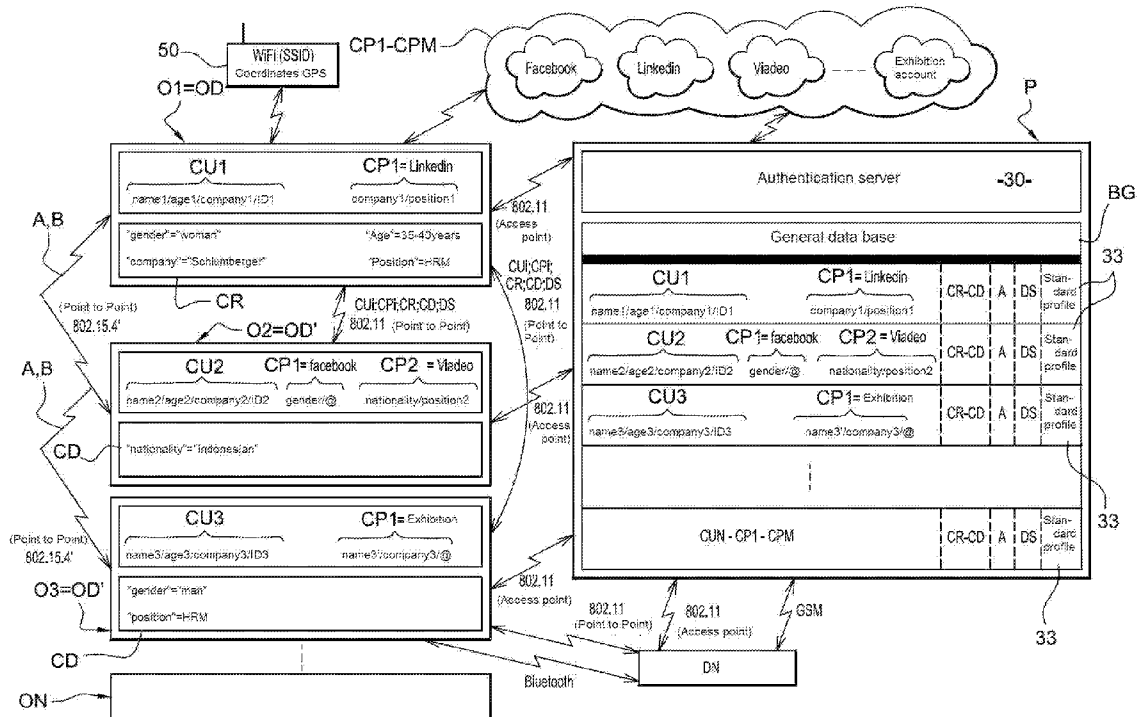 50
WiFi (SSID)
Coordinates GPS
O1=OD
CP1-CPM
Facebook
Linkedin
Viadeo
Exhibition
account
P
CU1
CP1=Linkedin
name1/age1/company1/ID1
company1/position1
"gender"="woman"
"Age"=35-40years
"company"="Schlumberger"
"Position"=HRM
CR
A,B
802.11
(Access
point)
Authentication server
-30-
General data base
BG
33
CU1
CP1=Linkedin
name1/age1/company1/ID1
company1/position1
CR-CD
A
DS
Stan-
dard
profile
CU2
CP1=facebook
CP2 = Viadeo
name2/age2/company2/ID2
gender/@
nationality/position2
CR-CD
A
DS
Stan-
dard
profile
CU3
CP1=Exhibition
name3/age3/company3/ID3
name3'/company3/@
CR-CD
A
DS
Stan-
dard
profile
33
CUN - CP1 - CPM
CR-CD
A
DS
Stan-
dard
profile
33
33
(Point to Point)
802.15.4'
CUi;CPi;CR;CD;DS
802.11 (Point to Point)
CUi;CPi;
CR;CD;DS
802.11
(Point to
Point)
O2=OD'
CU2
CP1=facebook
CP2 = Viadeo
name2/age2/company2/ID2
gender/@
nationality/position2
A,B
CD
"nationality"="indonesian"
802.11
(Access
point)
CU3
CP1=Exhibition
name3/age3/company3/ID3
name3'/company3/@
(Point to Point)
802.15.4'
"gender"="man"
"position"=HRM
O3=OD'
CD
802.11
(Access point)
802.11
(Point to Point)
802.11
(Access point)
GSM
DN
Bluetooth
ON